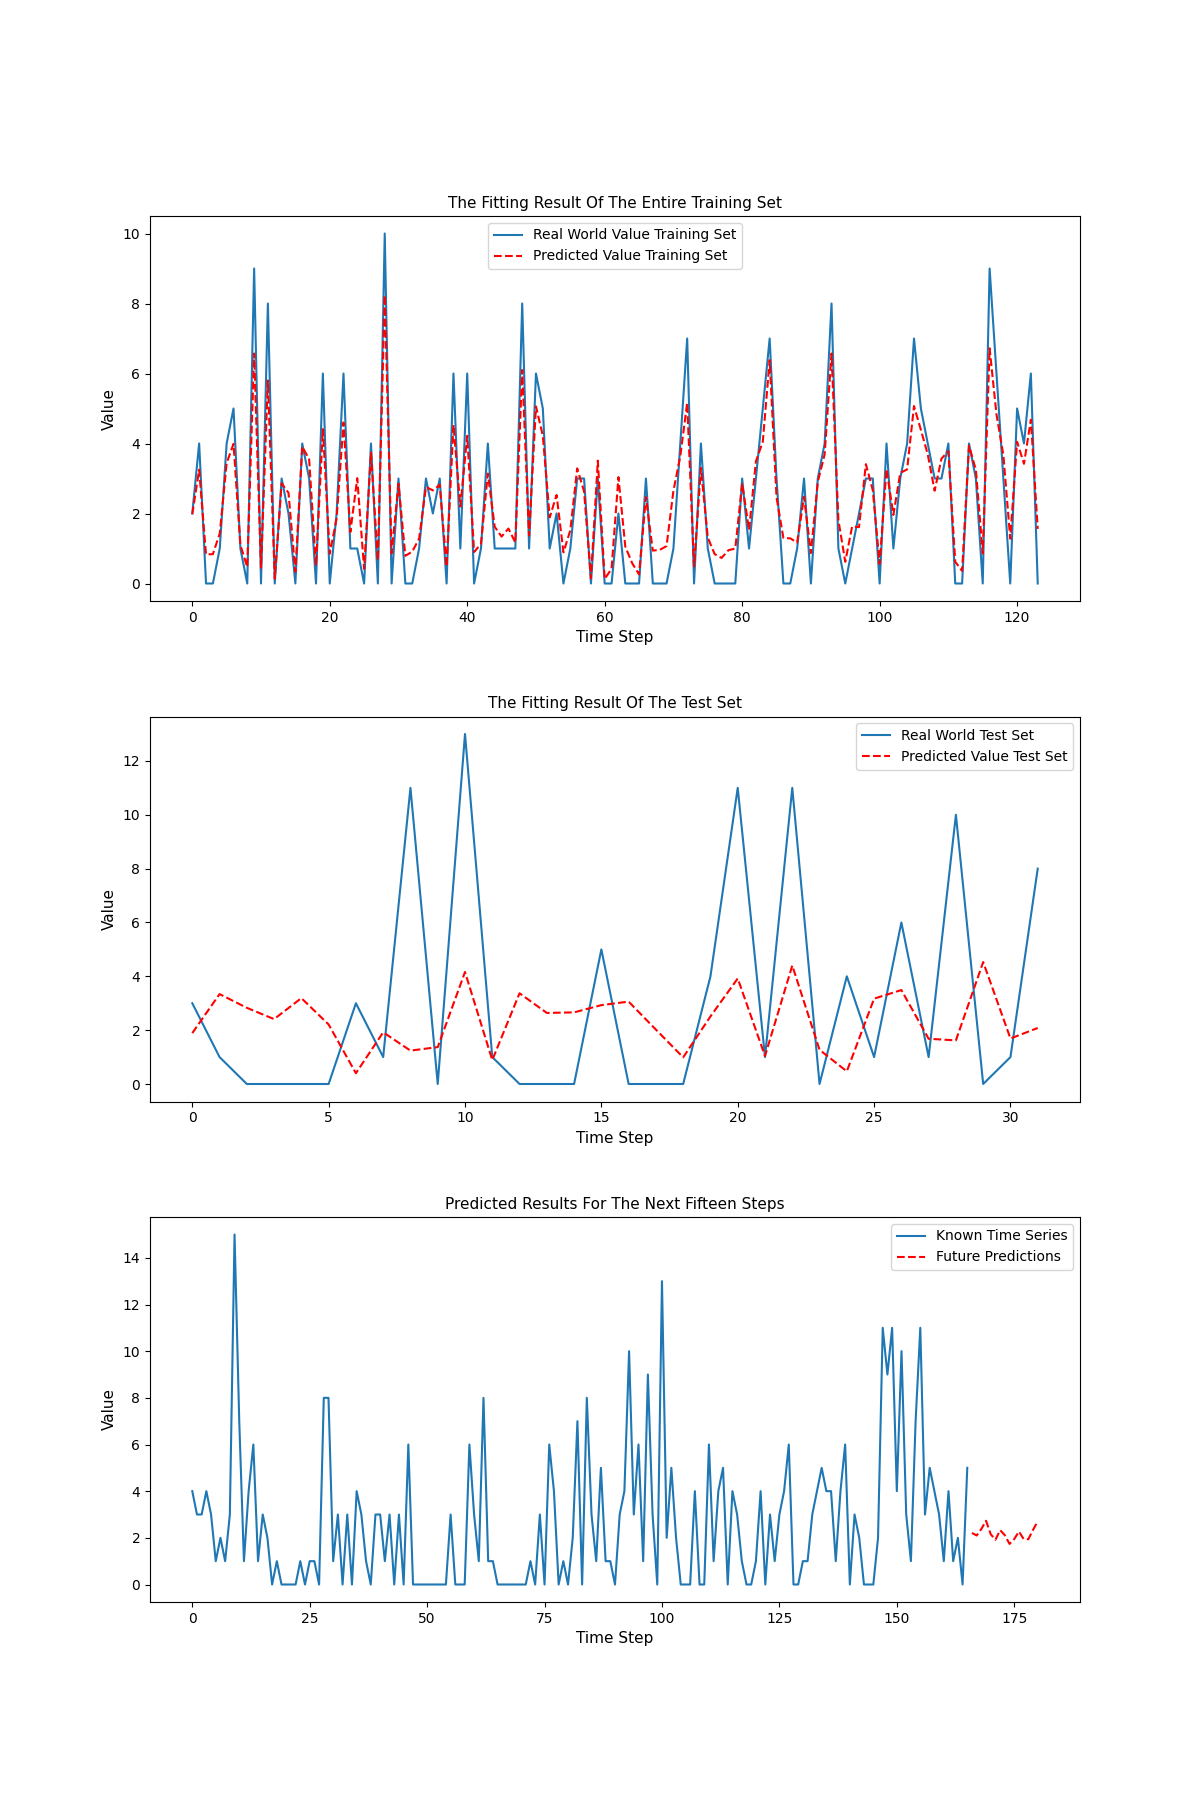 The Fitting Result Of The Entire Training Set
Real World Value Training Set
Predicted Value Training Set
Value
10
8
6
4
2
0
0 20 40 60 80 100 120
Time Step
The Fitting Result Of The Test Set
Real World Test Set
Predicted Value Test Set
Value
12
10
8
6
4
2
0
0 5 10 15 20 25 30
Time Step
Predicted Results For The Next Fifteen Steps
Known Time Series
Future Predictions
Value
14
12
10
8
6
4
2
0
0 25 50 75 100 125 150 175
Time Step